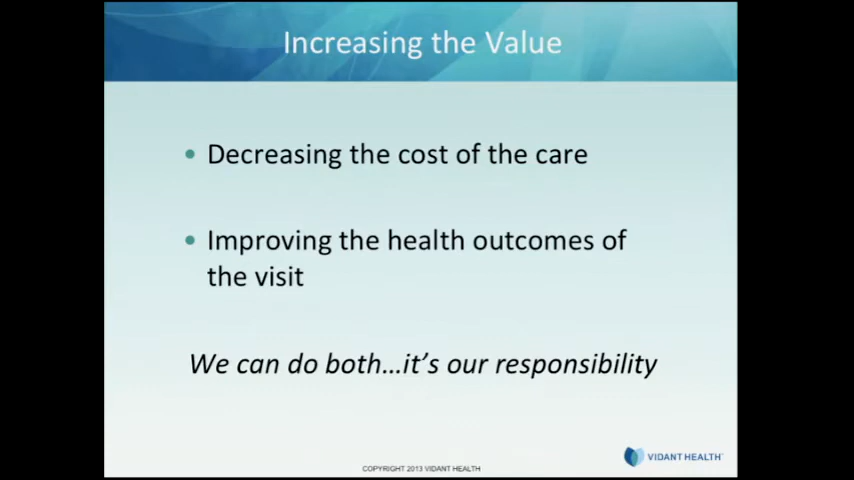 Increasing the Value
• Decreasing the cost of the care
• Improving the health outcomes of
the visit
We can do both...it's our responsibility
COPYRIGHT 2013 VIDANT HEALTH
VIDANT HEALTH™